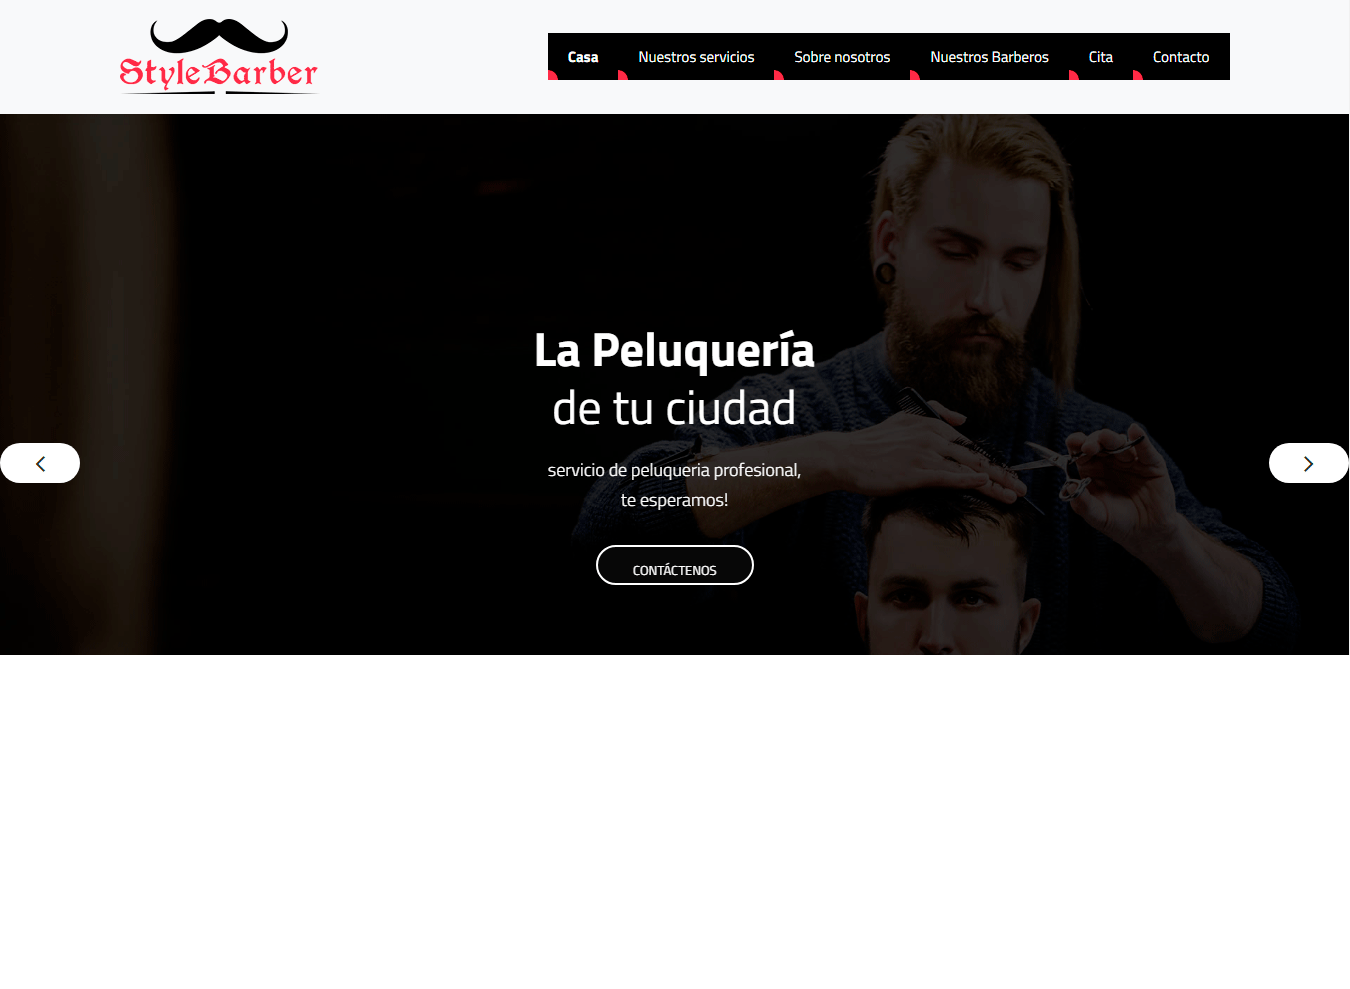 StyleBarber
Casa Nuestros servicios Sobre nosotros Nuestros Barberos Cita Contacto
La Peluquería
de tu ciudad
servicio de peluqueria profesional,
te esperamos!
CONTÁCTENOS